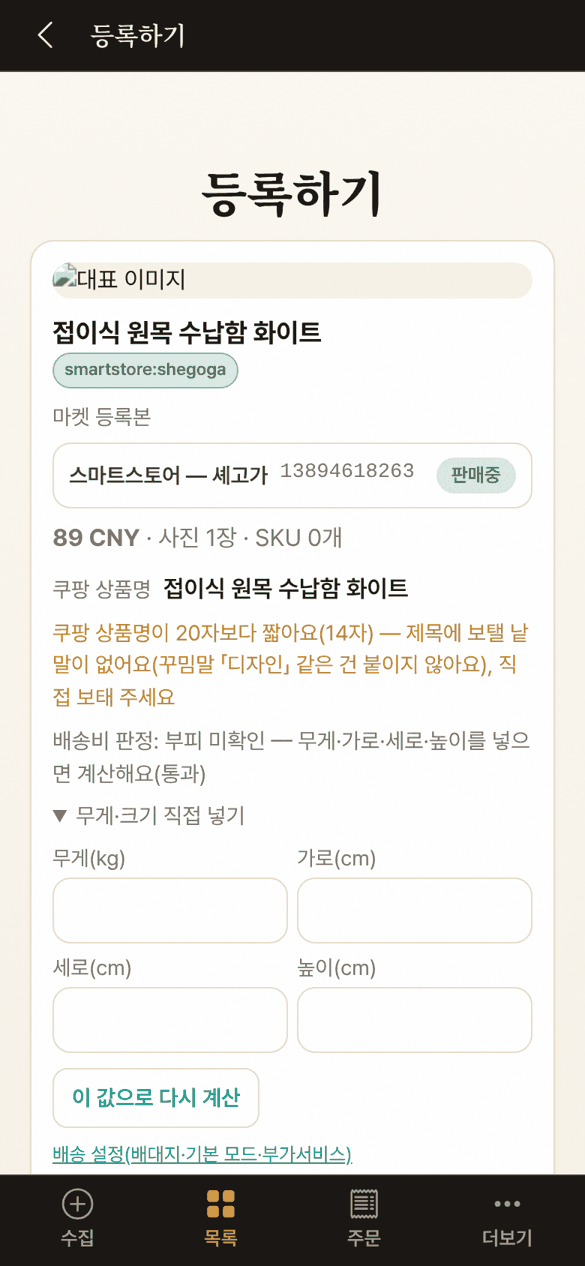 등록하기
등록하기
대표 이미지
접이식 원목 수납함 화이트
smartstore:shegoga
마켓 등록본
스마트스토어 — 셰고가 13894618263 판매중
89 CNY · 사진 1장 · SKU 0개
쿠팡 상품명 접이식 원목 수납함 화이트
쿠팡 상품명이 20자보다 짧아요(14자) — 제목에 보탤 낱
말이 없어요(꾸밈말 「디자인」 같은 건 붙이지 않아요), 직
접 보태 주세요
배송비 판정: 부피 미확인 — 무게·가로·세로·높이를 넣으
면 계산해요(통과)
▼ 무게·크기 직접 넣기
무게(kg) 가로(cm)
세로(cm) 높이(cm)
이 값으로 다시 계산
배송 설정(배대지·기본 모드·부가서비스)
수집 목록 주문 더보기